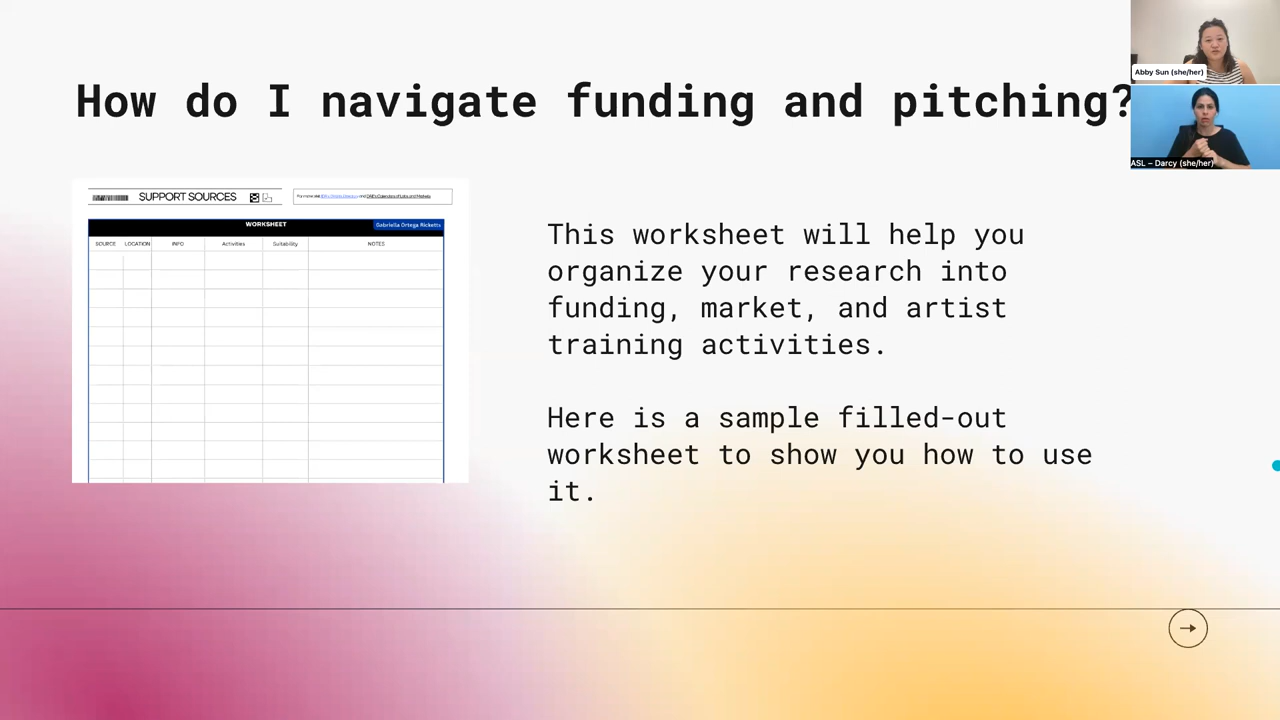 How do I navigate funding and pitching?
Abby Sun (she/her)
ASL – Darcy (she/her)
SUPPORT SOURCES
WORKSHEET
Gabriella Ortega Ricketts
SOURCE LOCATION INFO Activities Suitability NOTES
This worksheet will help you
organize your research into
funding, market, and artist
training activities.
Here is a sample filled-out
worksheet to show you how to use
it.